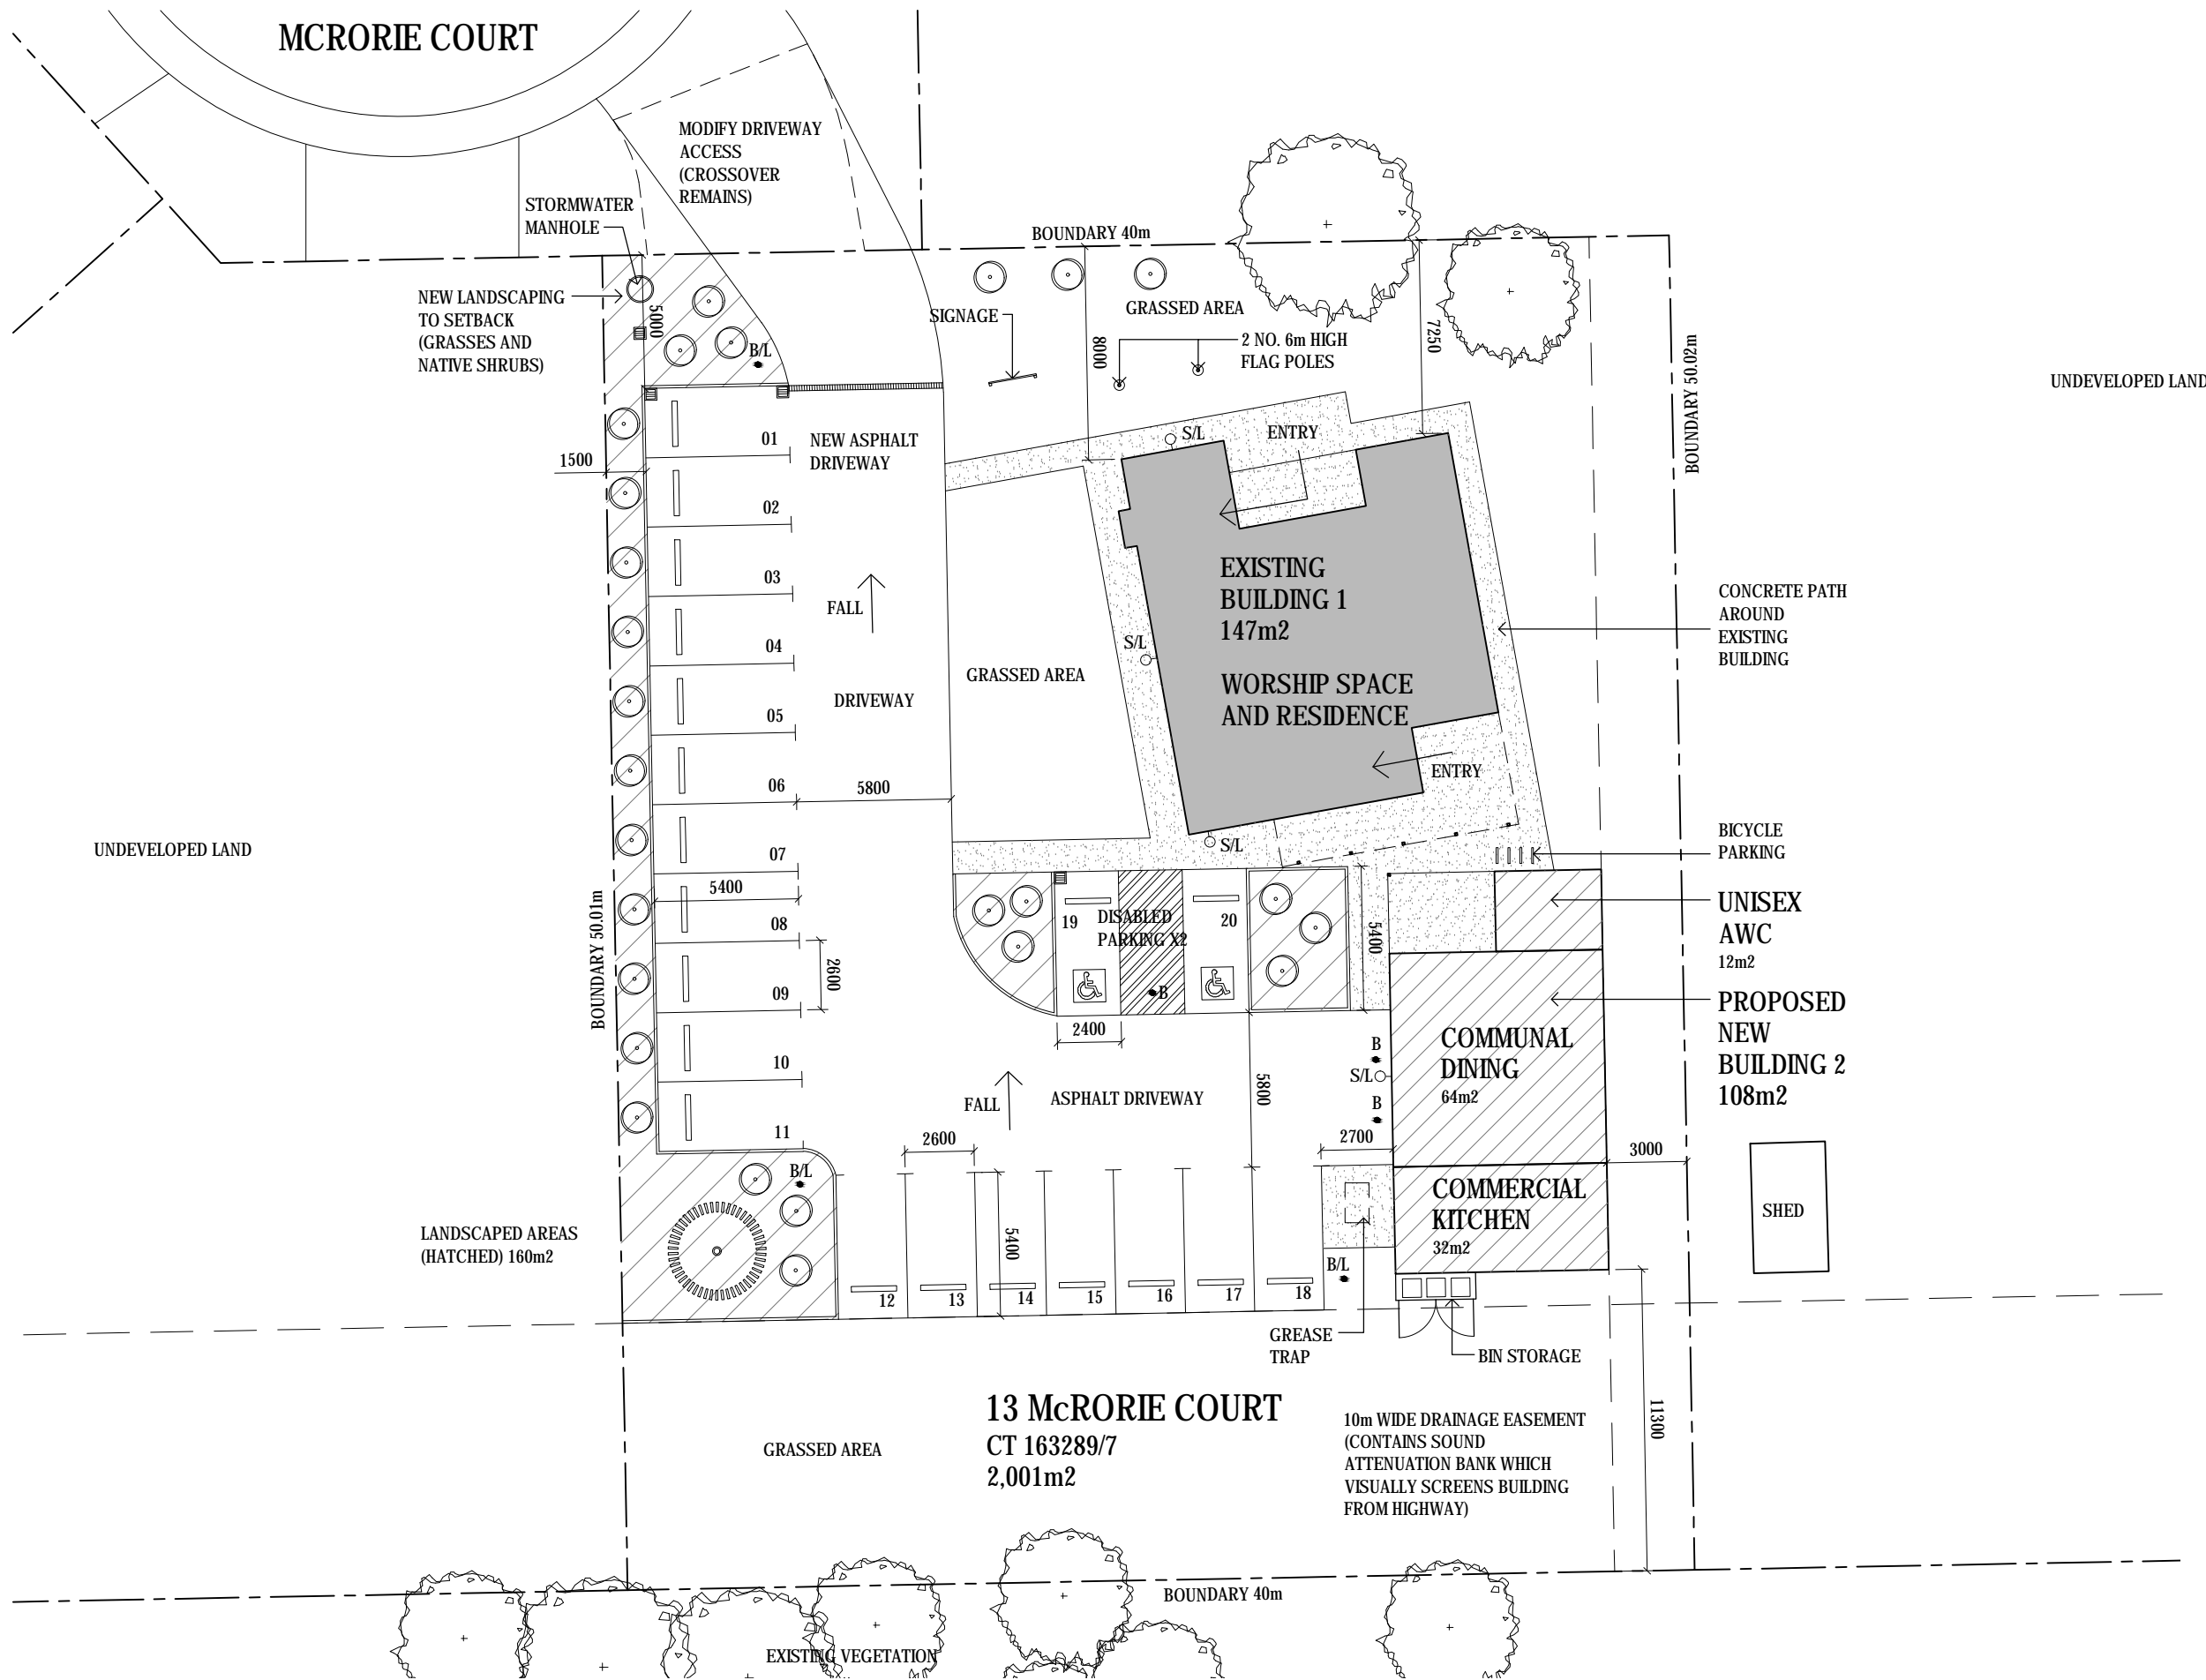 MCRORIE COURT
MODIFY DRIVEWAY
ACCESS
(CROSSOVER
REMAINS)
STORMWATER
MANHOLE
BOUNDARY 40m
NEW LANDSCAPING
TO SETBACK
(GRASSES AND
NATIVE SHRUBS)
5000
B/L
SIGNAGE
GRASSED AREA
2 NO. 6m HIGH
FLAG POLES
8000
7250
BOUNDARY 50.02m
UNDEVELOPED LAND
1500
01
02
03
04
05
06
07
08
09
10
11
NEW ASPHALT
DRIVEWAY
S/L
ENTRY
FALL
DRIVEWAY
5800
GRASSED AREA
S/L
EXISTING
BUILDING 1
147m2
WORSHIP SPACE
AND RESIDENCE
ENTRY
S/L
CONCRETE PATH
AROUND
EXISTING
BUILDING
BICYCLE
PARKING
UNDEVELOPED LAND
BOUNDARY 50.01m
5400
2600
19
DISABLED
PARKING X2
20
B
2400
5400
UNISEX
AWC
12m2
PROPOSED
NEW
BUILDING 2
108m2
COMMUNAL
DINING
64m2
B
S/L
B
FALL
ASPHALT DRIVEWAY
5800
2600
2700
3000
B/L
COMMERCIAL
KITCHEN
32m2
SHED
LANDSCAPED AREAS
(HATCHED) 160m2
5400
B/L
12
13
14
15
16
17
18
GREASE
TRAP
BIN STORAGE
13 McRORIE COURT
CT 163289/7
2,001m2
GRASSED AREA
10m WIDE DRAINAGE EASEMENT
(CONTAINS SOUND
ATTENUATION BANK WHICH
VISUALLY SCREENS BUILDING
FROM HIGHWAY)
11300
BOUNDARY 40m
EXISTING VEGETATION